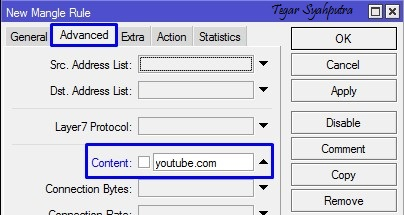 New Mangle Rule
Tegar Syahputra
General Advanced Extra Action Statistics
Src. Address List:
Dst. Address List:
Layer7 Protocol:
Content: youtube.com
Connection Bytes:
Connection Rate:
OK
Cancel
Apply
Disable
Comment
Copy
Remove